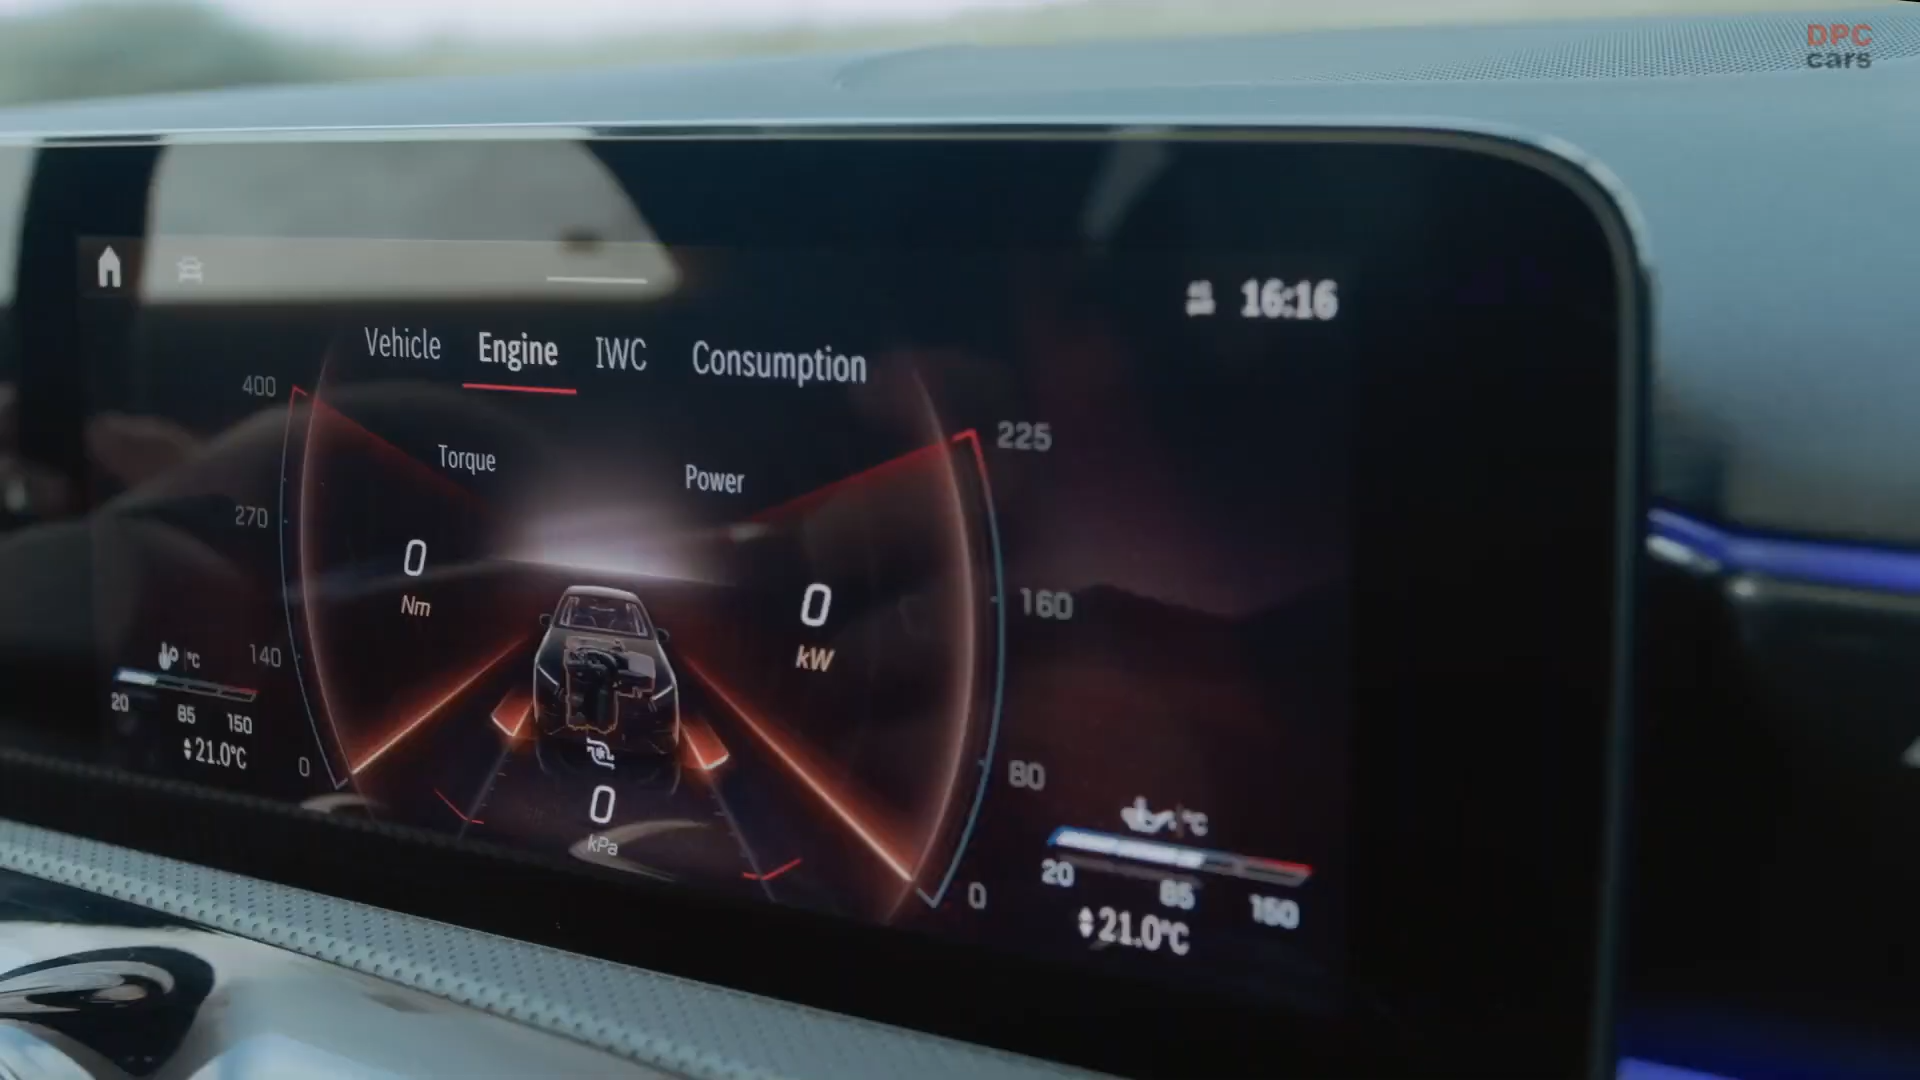 DPC
cars
16:16
Vehicle Engine IWC Consumption
400
270
140
0
Torque
0
Nm
Power
0
kW
225
160
80
0
0
kPa
°C
20 85 150
21.0°C
°C
20 85 150
21.0°C